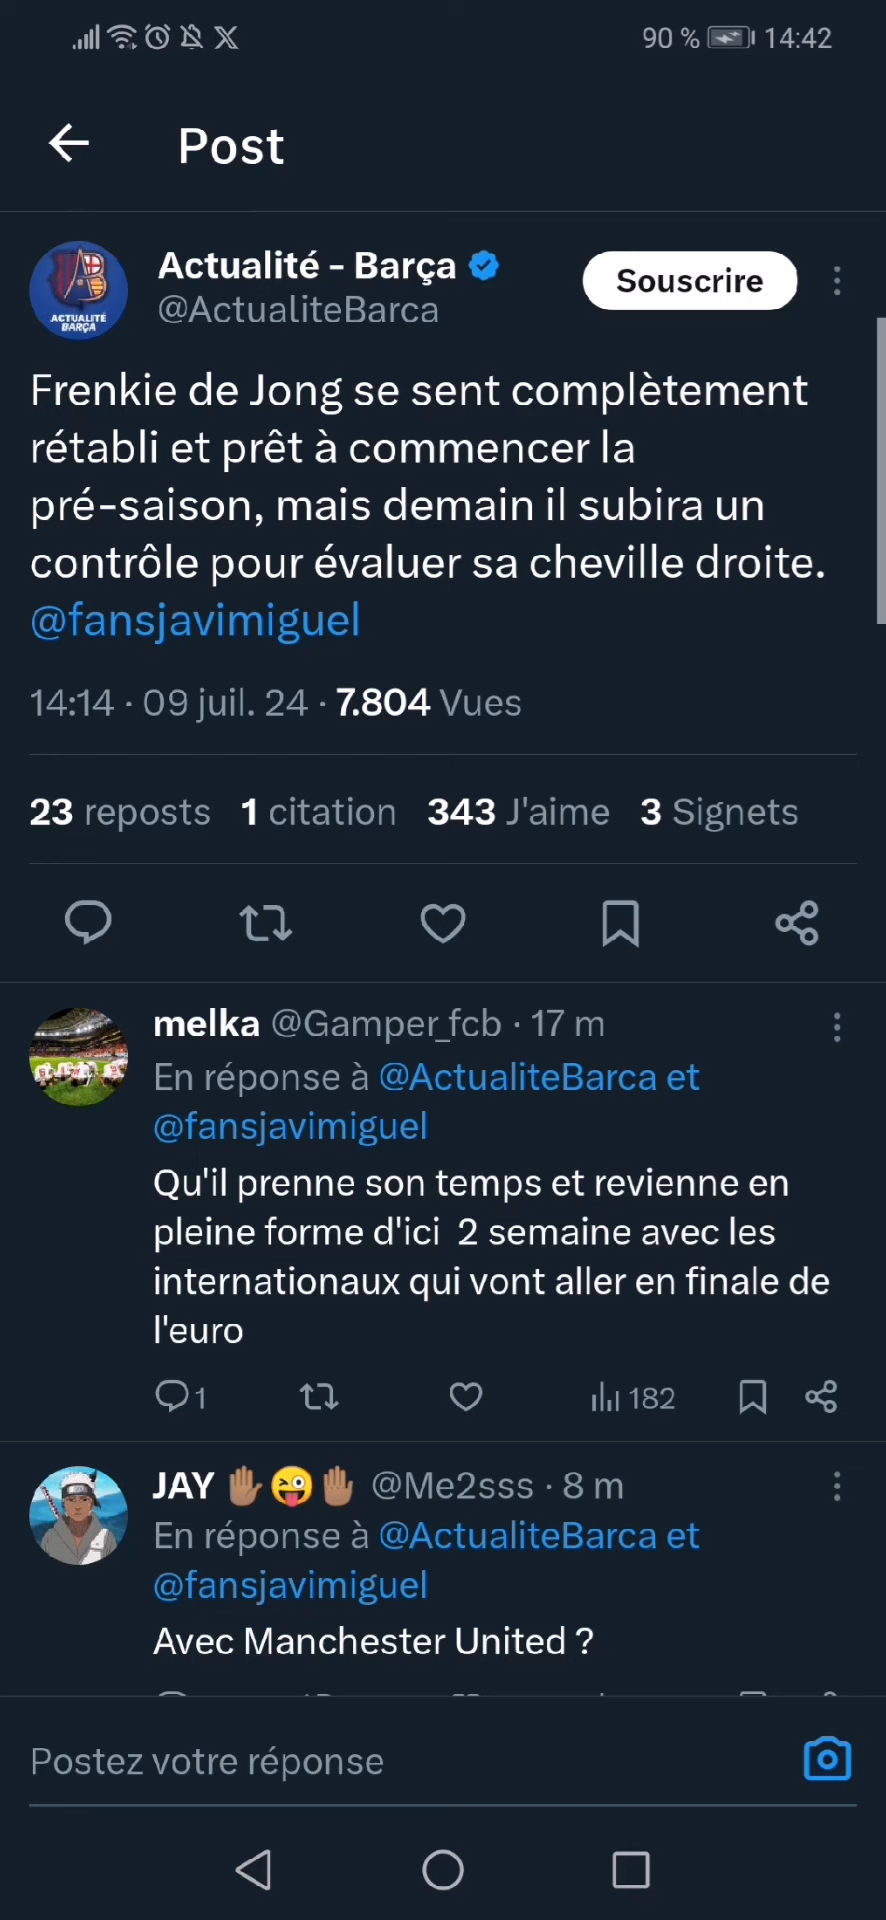 90 % 14:42
Post
Actualité - Barça
Souscrire
@ActualiteBarca
ACTUALITÉ
BARÇA
Frenkie de Jong se sent complètement
rétabli et prêt à commencer la
pré-saison, mais demain il subira un
contrôle pour évaluer sa cheville droite.
@fansjavimiguel
14:14 · 09 juil. 24 · 7.804 Vues
23 reposts 1 citation 343 J'aime 3 Signets
melka @Gamper_fcb · 17 m
En réponse à @ActualiteBarca et
@fansjavimiguel
Qu'il prenne son temps et revienne en
pleine forme d'ici  2 semaine avec les
internationaux qui vont aller en finale de
l'euro
1 182
JAY ✋🏽😜✋🏽 @Me2sss · 8 m
En réponse à @ActualiteBarca et
@fansjavimiguel
Avec Manchester United ?
Postez votre réponse